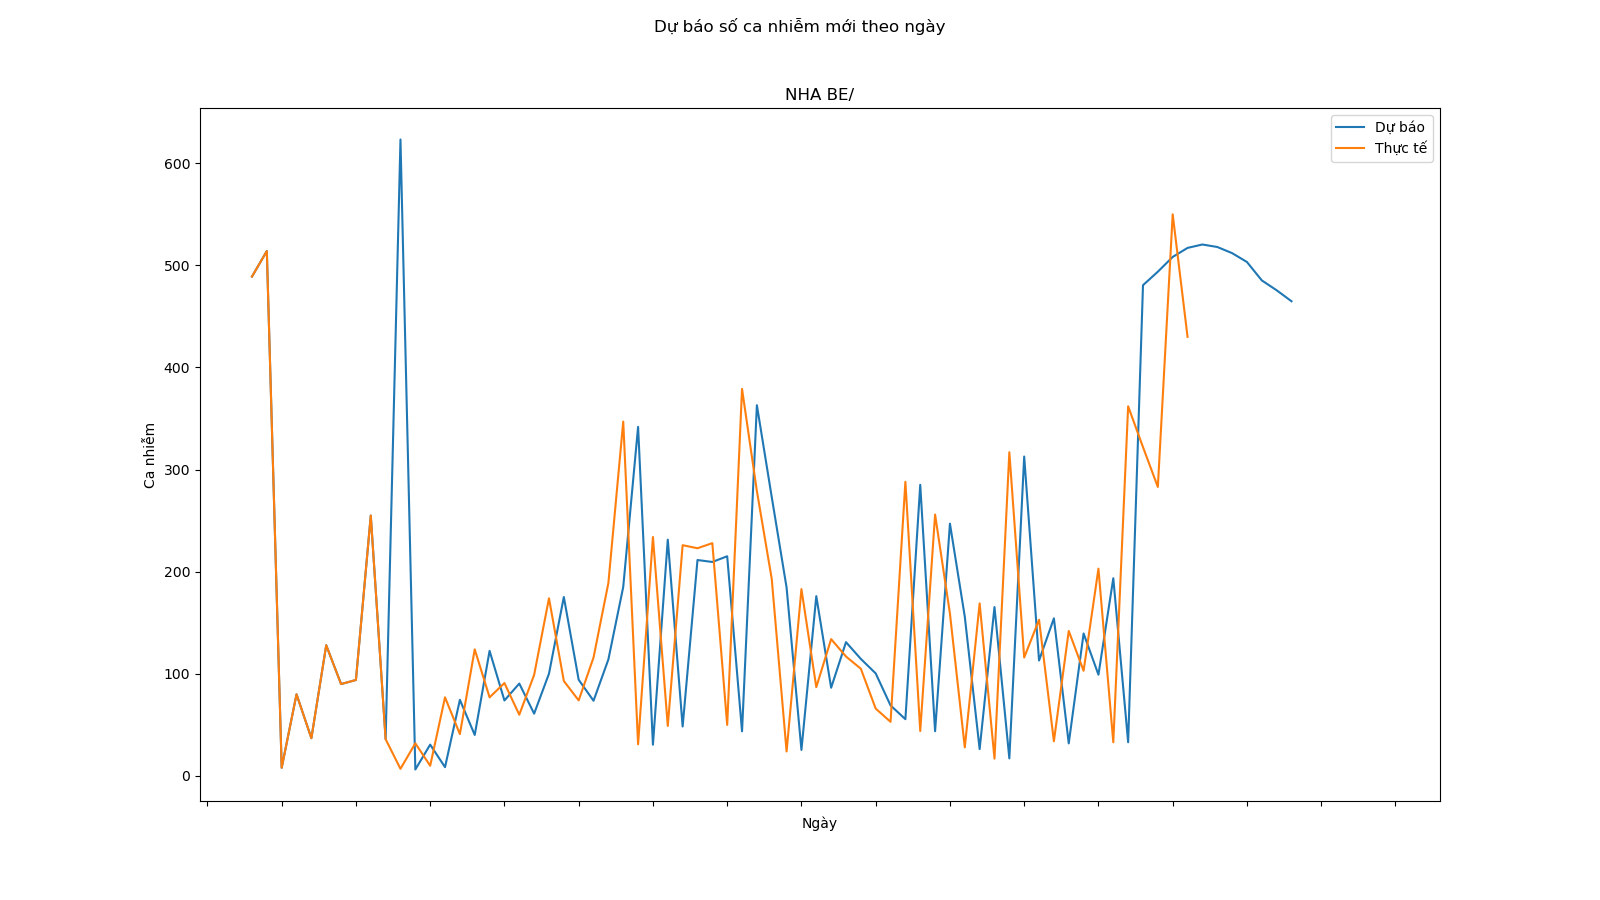 Dự báo số ca nhiễm mới theo ngày
NHA BE/
Dự báo
Thực tế
600
500
400
300
200
100
0
Ca nhiễm
Ngày